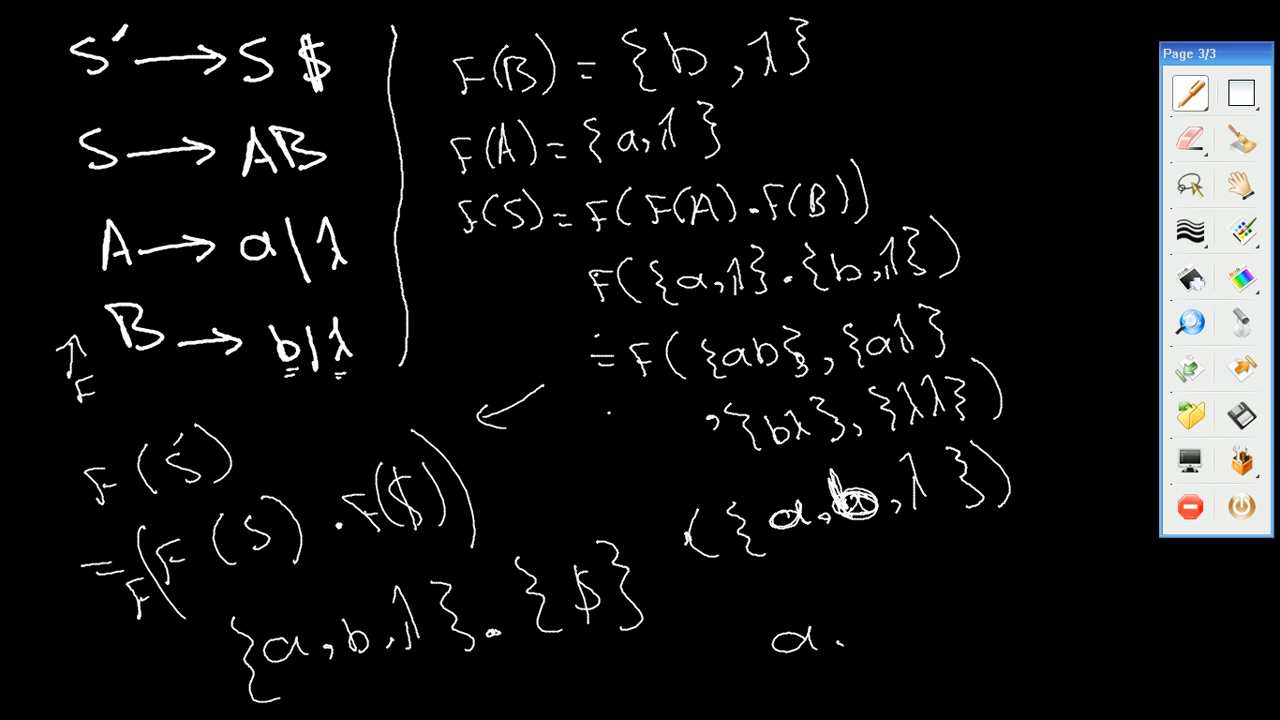 S' → S $
S → AB
A → a|λ
B → b|λ
↑
F
F(B) = {b, λ}
F(A) = {a, λ}
F(S) = F(F(A) . F(B))
F({a, λ} . {b, λ})
= F({ab}, {aλ}
, {bλ}, {λλ})
({a, b, λ})
F(S')
= F(F(S) . F($))
{a, b, λ} . {$}
a .
Page 3/3